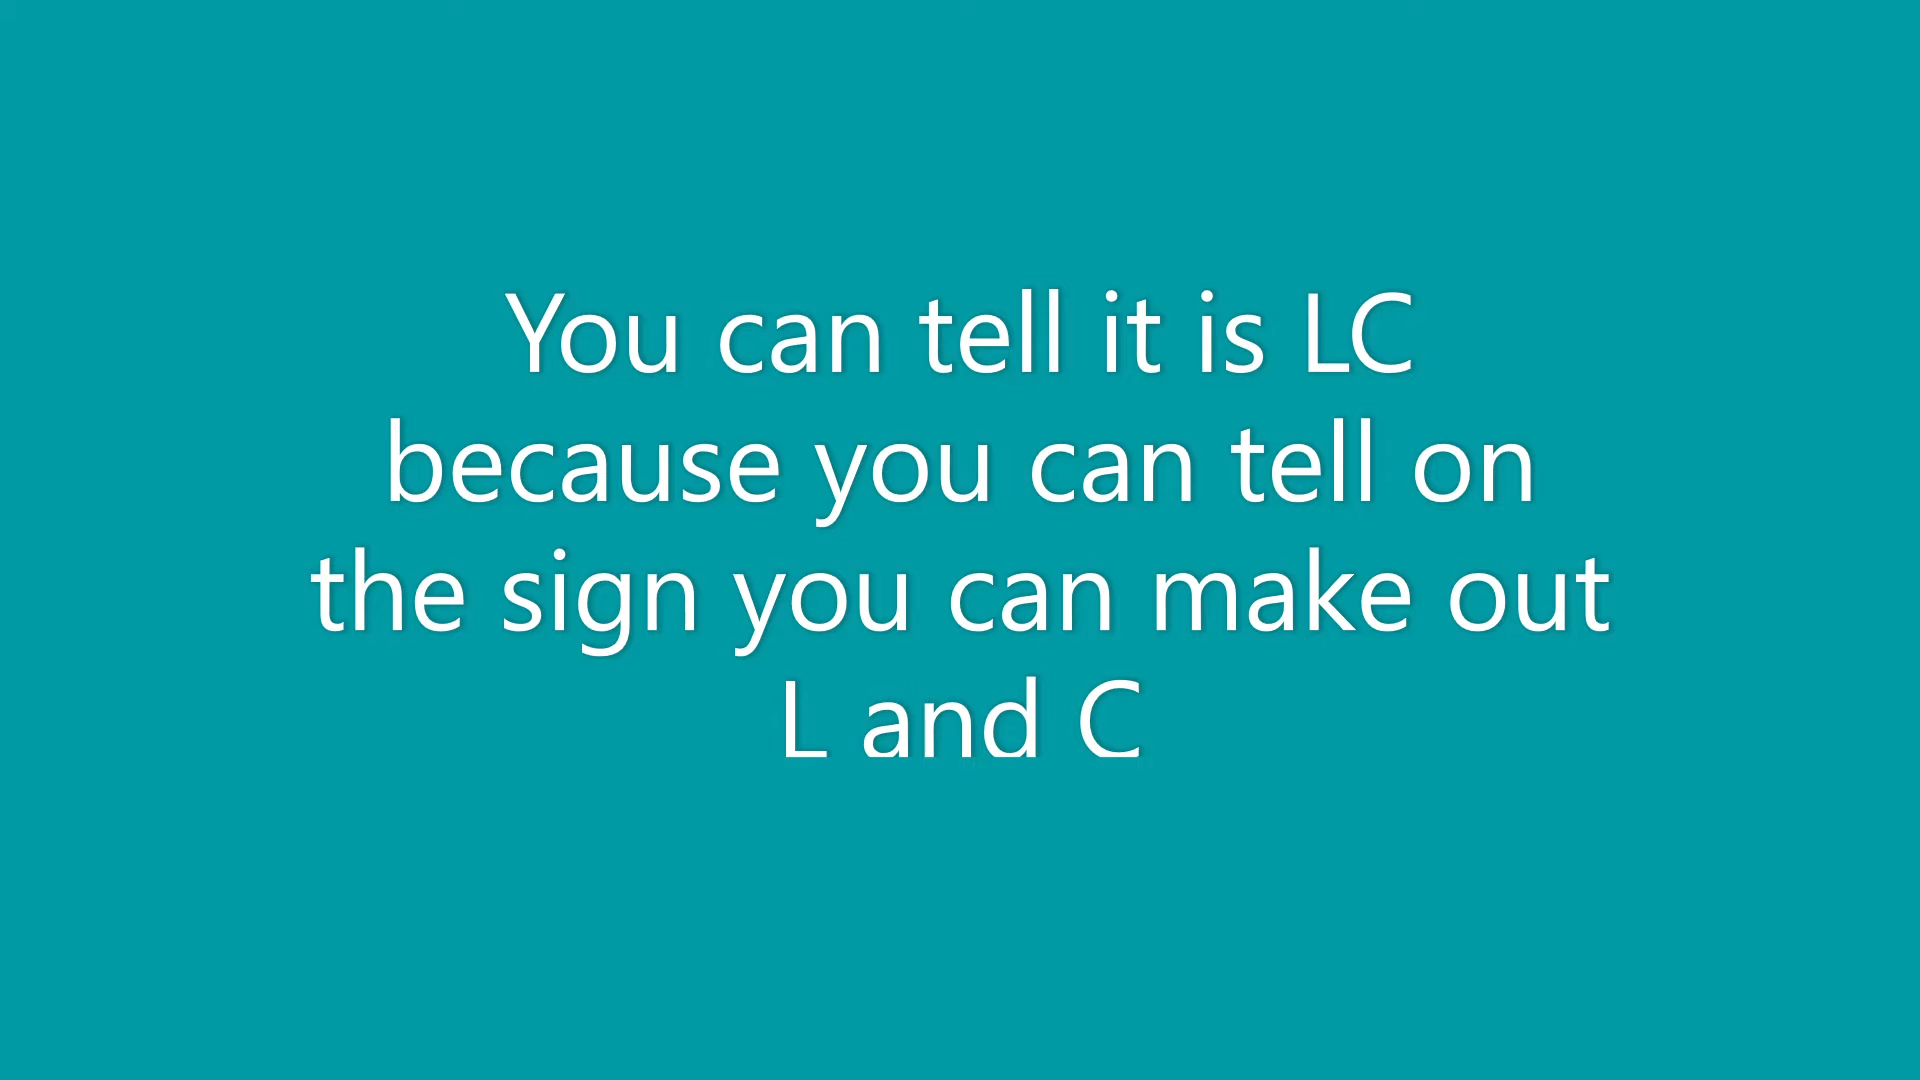 You can tell it is LC
because you can tell on
the sign you can make out
L and C